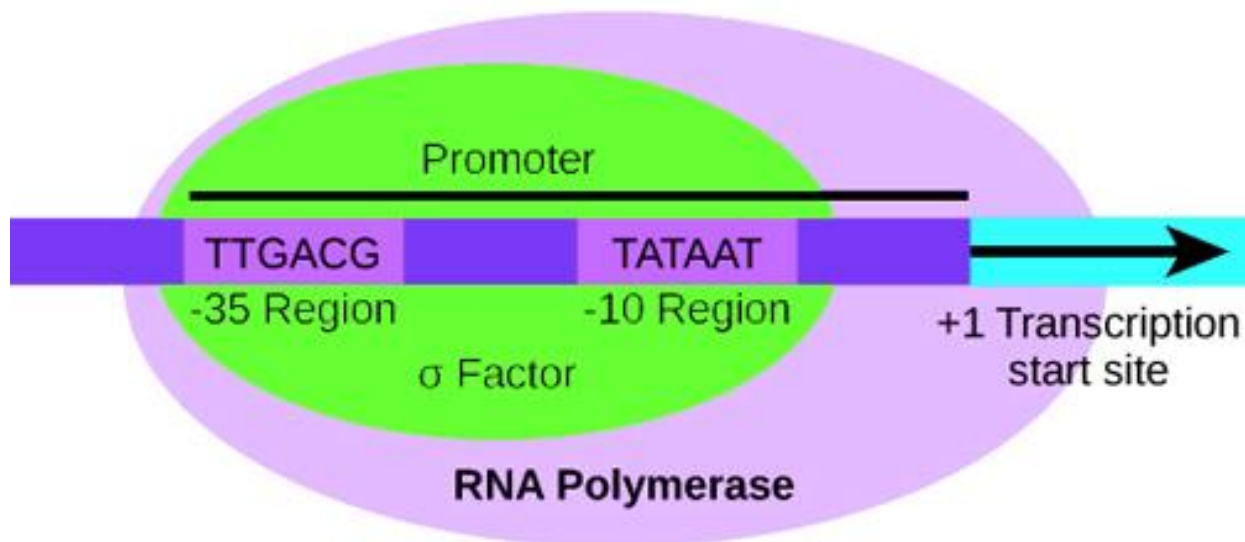 Promoter
TTGACG
TATAAT
-35 Region
-10 Region
+1 Transcription
start site
σ Factor
RNA Polymerase